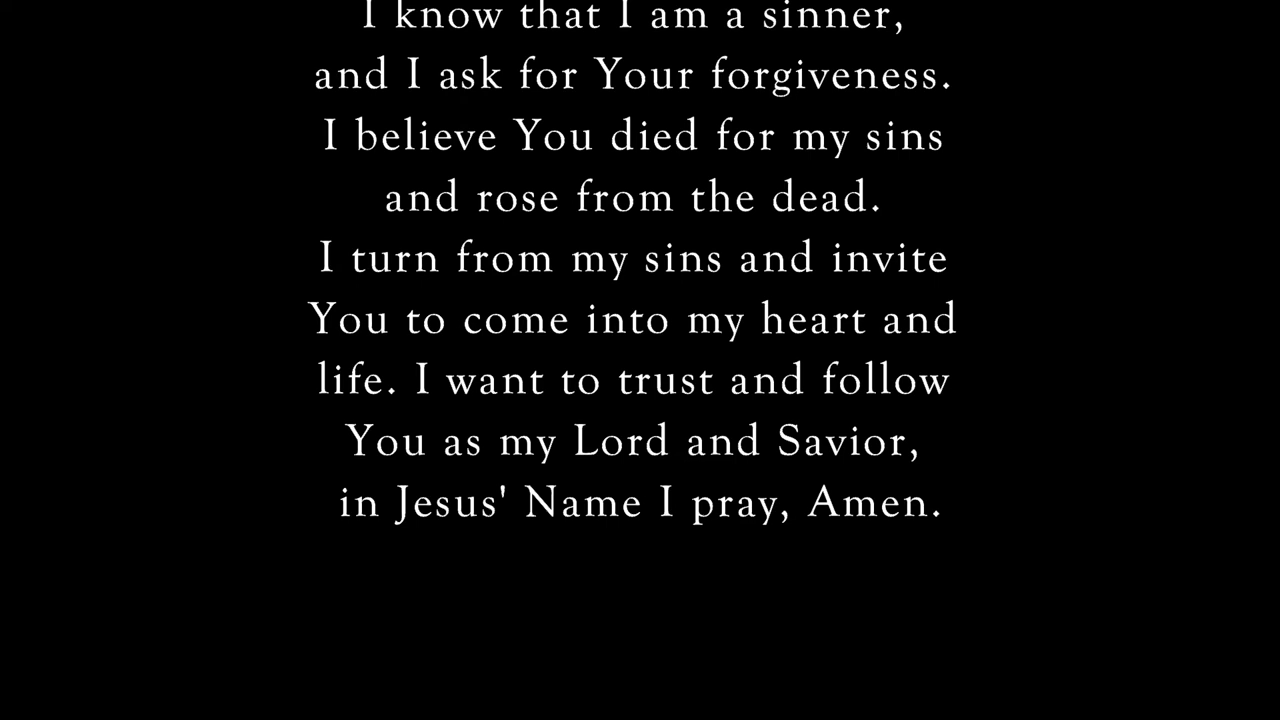 I know that I am a sinner,
and I ask for Your forgiveness.
I believe You died for my sins
and rose from the dead.
I turn from my sins and invite
You to come into my heart and
life. I want to trust and follow
You as my Lord and Savior,
in Jesus' Name I pray, Amen.